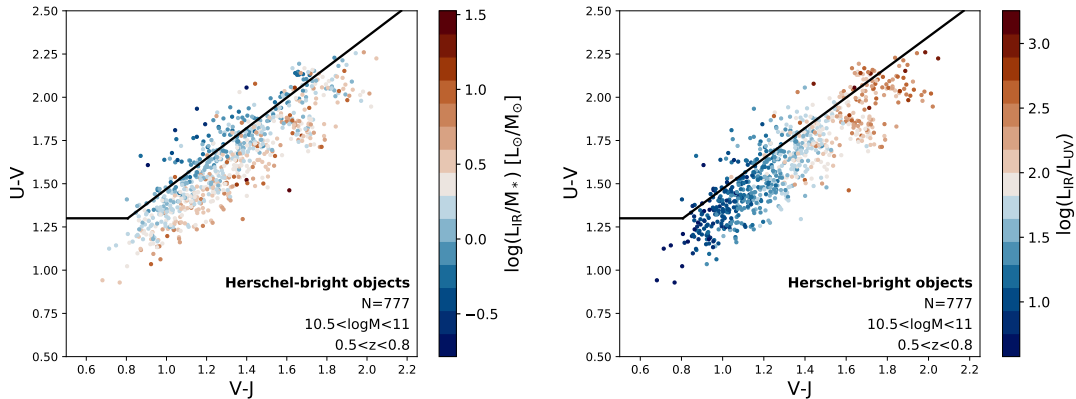 2.50
2.25
2.00
1.75
1.50
1.25
1.00
0.75
0.50
U-V
0.6 0.8 1.0 1.2 1.4 1.6 1.8 2.0 2.2
V-J
Herschel-bright objects
N=777
10.5<logM<11
0.5<z<0.8
1.5
1.0
0.5
0.0
−0.5
log(L_IR/M_*) [L_⊙/M_⊙]
2.50
2.25
2.00
1.75
1.50
1.25
1.00
0.75
0.50
U-V
0.6 0.8 1.0 1.2 1.4 1.6 1.8 2.0 2.2
V-J
Herschel-bright objects
N=777
10.5<logM<11
0.5<z<0.8
3.0
2.5
2.0
1.5
1.0
log(L_IR/L_UV)